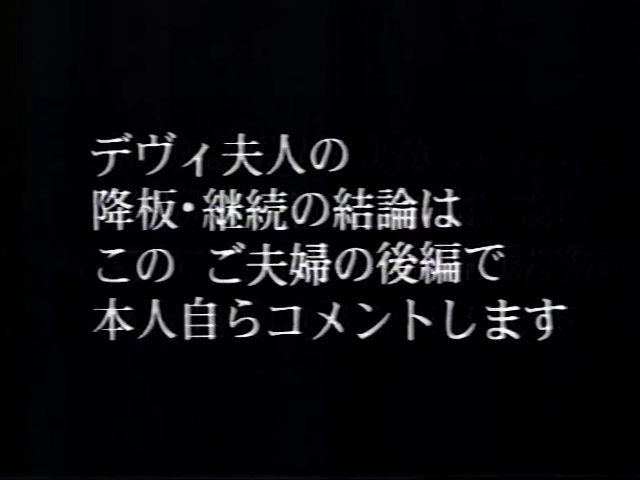 デヴィ夫人の
降板・継続の結論は
この ご夫婦の後編で
本人自らコメントします